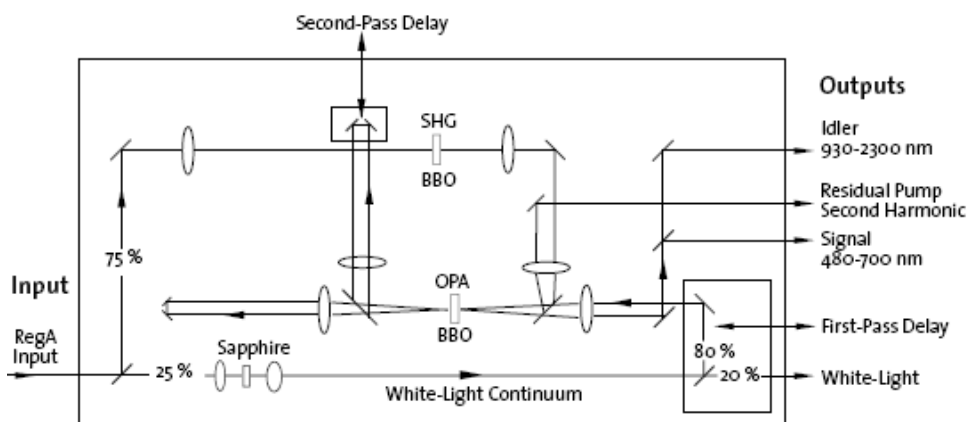 Second-Pass Delay
Outputs
SHG
Idler
930-2300 nm
BBO
Residual Pump
Second Harmonic
75 %
Signal
480-700 nm
Input
OPA
RegA
Input
Sapphire
BBO
First-Pass Delay
80 %
25 %
20 %
White-Light
White-Light Continuum